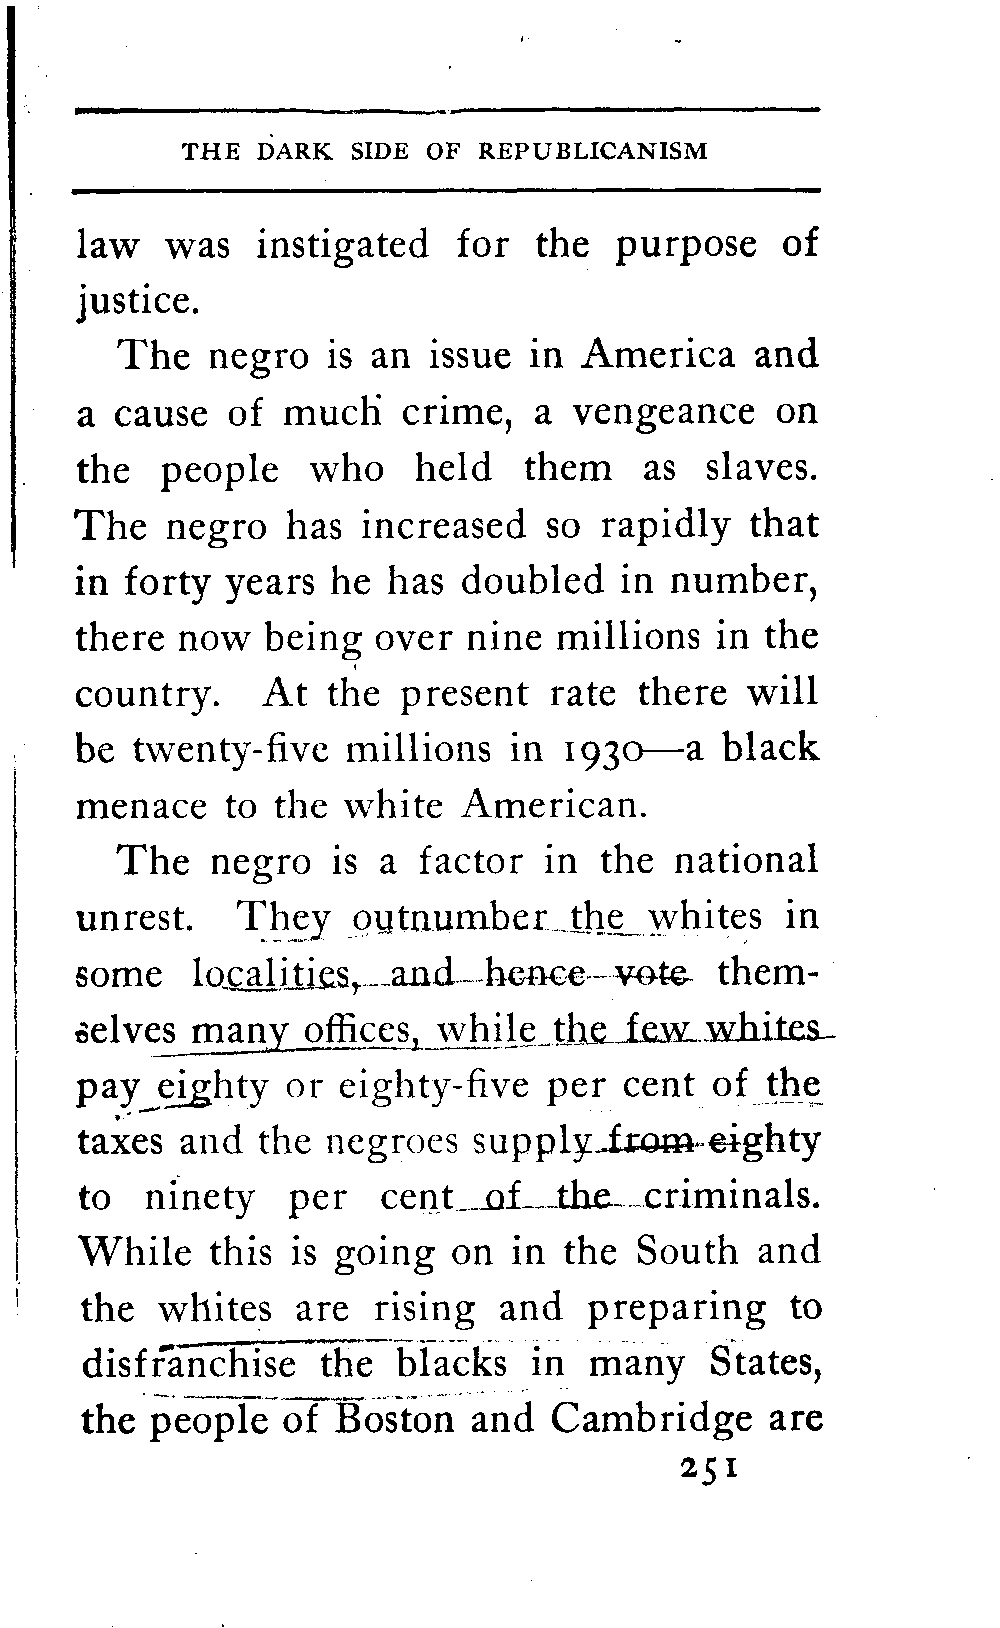 THE DARK SIDE OF REPUBLICANISM
law was instigated for the purpose of
justice.
The negro is an issue in America and
a cause of much crime, a vengeance on
the people who held them as slaves.
The negro has increased so rapidly that
in forty years he has doubled in number,
there now being over nine millions in the
country. At the present rate there will
be twenty-five millions in 1930—a black
menace to the white American.
The negro is a factor in the national
unrest. They outnumber the whites in
some localities, and hence vote them-
selves many offices, while the few whites
pay eighty or eighty-five per cent of the
taxes and the negroes supply from eighty
to ninety per cent of the criminals.
While this is going on in the South and
the whites are rising and preparing to
disfranchise the blacks in many States,
the people of Boston and Cambridge are
251